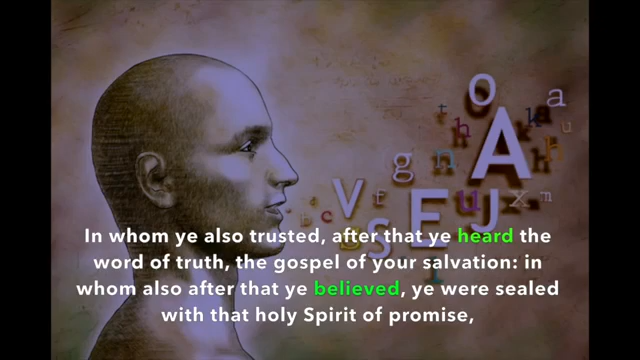 o
a
t
h
A
k
a
u
g
n
h
V
f
u
x
m
c
S
E
J
In whom ye also trusted, after that ye heard the
word of truth, the gospel of your salvation: in
whom also after that ye believed, ye were sealed
with that holy Spirit of promise,